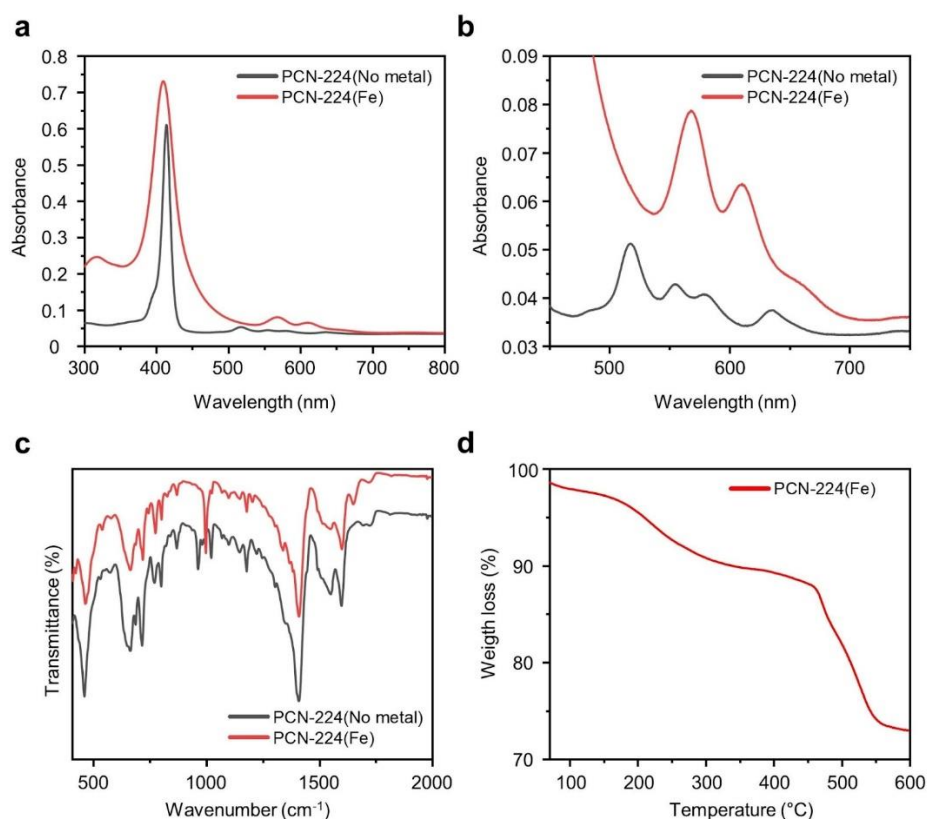 a
0.8
0.7
0.6
0.5
0.4
0.3
0.2
0.1
0
Absorbance
PCN-224(No metal)
PCN-224(Fe)
300 400 500 600 700 800
Wavelength (nm)
b
0.09
0.08
0.07
0.06
0.05
0.04
0.03
Absorbance
PCN-224(No metal)
PCN-224(Fe)
500 600 700
Wavelength (nm)
c
Transmittance (%)
PCN-224(No metal)
PCN-224(Fe)
500 1000 1500 2000
Wavenumber (cm⁻¹)
d
100
90
80
70
Weigth loss (%)
PCN-224(Fe)
100 200 300 400 500 600
Temperature (°C)